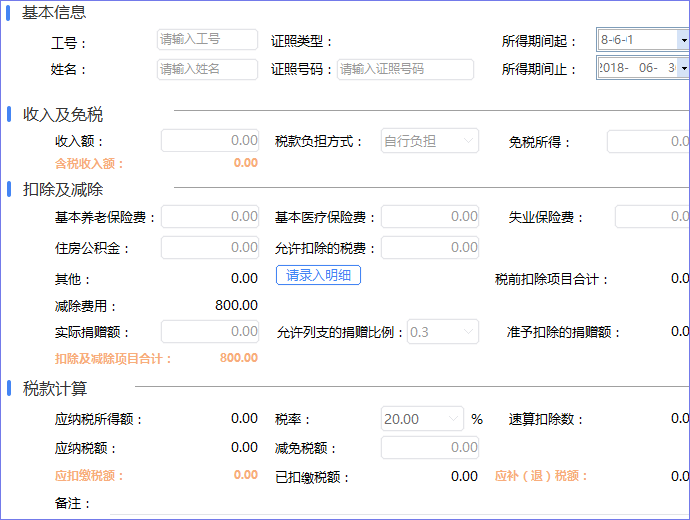 基本信息
工号： 请输入工号 证照类型： 所得期间起： 8-6-01
姓名： 请输入姓名 证照号码： 请输入证照号码 所得期间止： 2018- 06- 30
收入及免税
收入额： 0.00 税款负担方式： 自行负担 免税所得： 0.0
含税收入额： 0.00
扣除及减除
基本养老保险费： 0.00 基本医疗保险费： 0.00 失业保险费： 0.0
住房公积金： 0.00 允许扣除的税费： 0.00
其他： 0.00 请录入明细 税前扣除项目合计： 0.0
减除费用： 800.00
实际捐赠额： 0.00 允许列支的捐赠比例： 0.3 准予扣除的捐赠额： 0.0
扣除及减除项目合计： 800.00
税款计算
应纳税所得额： 0.00 税率： 20.00 % 速算扣除数： 0.0
应纳税额： 0.00 减免税额： 0.00
应扣缴税额： 0.00 已扣缴税额： 0.00 应补（退）税额： 0.0
备注：